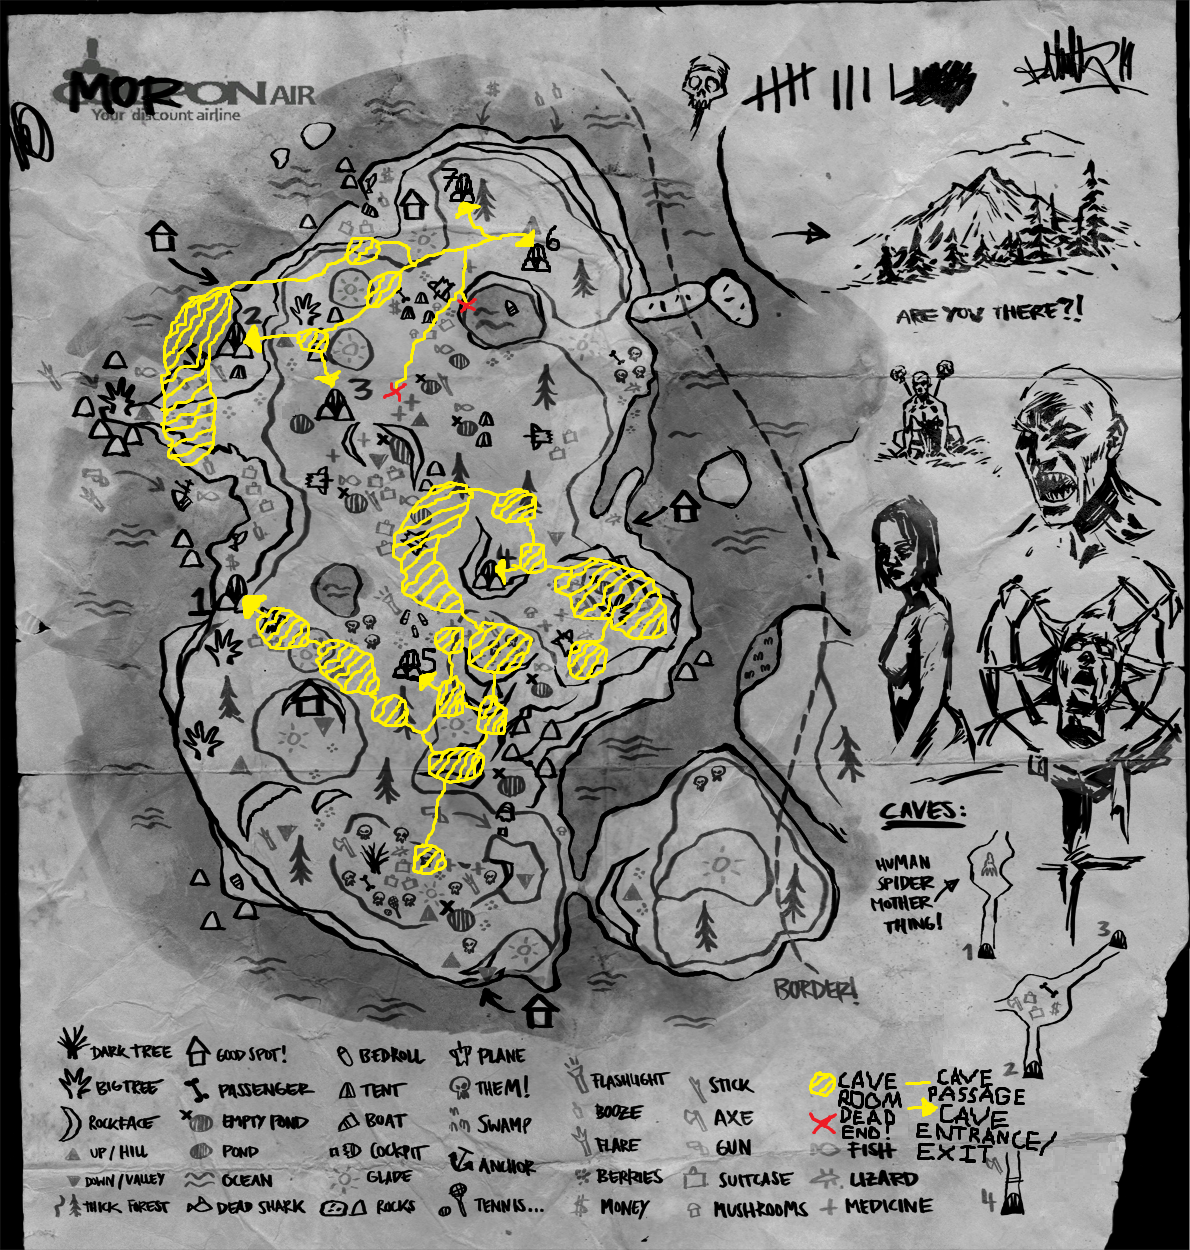 MORON AIR
Your discount airline
7
6
2
3
4
1
5
ARE YOU THERE?!
CAVES:
HUMAN
SPIDER
MOTHER
THING!
1
3
2
4
BORDER!
DARK TREE
BIG TREE
ROCKFACE
UP/HILL
DOWN/VALLEY
THICK FOREST
GOOD SPOT!
PASSENGER
EMPTY POND
POND
OCEAN
DEAD SHARK
BEDROLL
TENT
BOAT
COCKPIT
GLADE
ROCKS
PLANE
THEM!
SWAMP
ANCHOR
TENNIS...
FLASHLIGHT
BOOZE
FLARE
BERRIES
MONEY
STICK
AXE
GUN
SUITCASE
MUSHROOMS
CAVE
ROOM
DEAD
END!
FISH
LIZARD
MEDICINE
CAVE
PASSAGE
CAVE
ENTRANCE/
EXIT